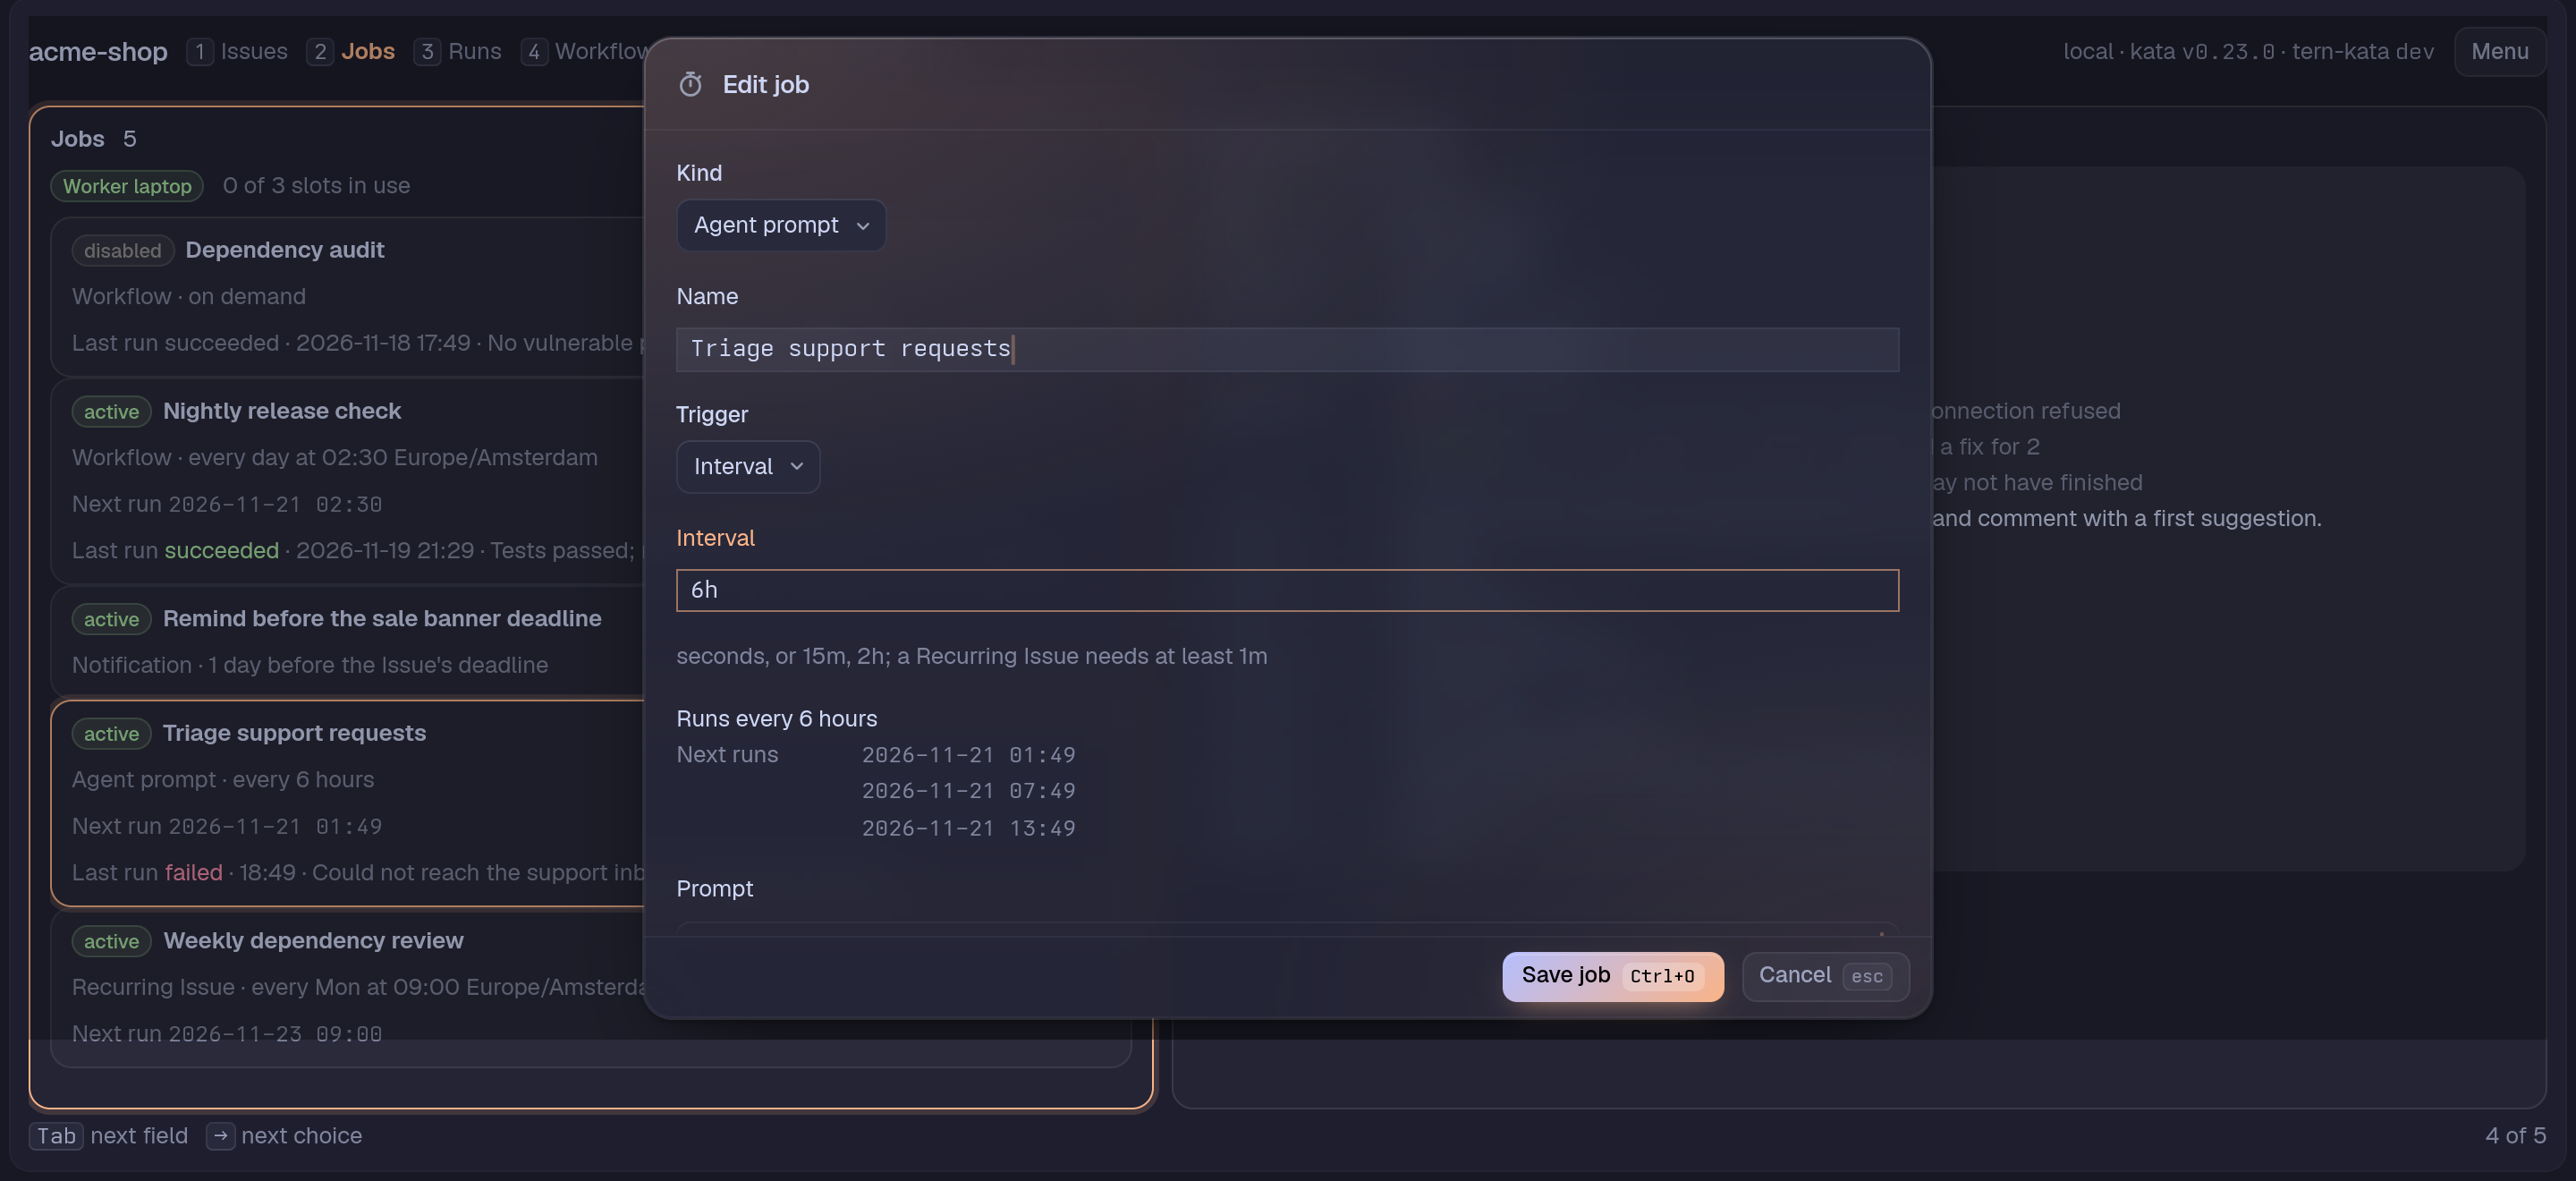 acme-shop 1 Issues 2 Jobs 3 Runs 4 Workflow
local · kata v0.23.0 · tern-kata dev Menu
Jobs 5
Worker laptop 0 of 3 slots in use
disabled Dependency audit
Workflow · on demand
Last run succeeded · 2026-11-18 17:49 · No vulnerable
active Nightly release check
Workflow · every day at 02:30 Europe/Amsterdam
Next run 2026-11-21 02:30
Last run succeeded · 2026-11-19 21:29 · Tests passed;
active Remind before the sale banner deadline
Notification · 1 day before the Issue's deadline
active Triage support requests
Agent prompt · every 6 hours
Next run 2026-11-21 01:49
Last run failed · 18:49 · Could not reach the support inb
active Weekly dependency review
Recurring Issue · every Mon at 09:00 Europe/Amsterda
Next run 2026-11-23 09:00
Edit job
Kind
Agent prompt
Name
Triage support requests
Trigger
Interval
Interval
6h
seconds, or 15m, 2h; a Recurring Issue needs at least 1m
Runs every 6 hours
Next runs 2026-11-21 01:49
2026-11-21 07:49
2026-11-21 13:49
Prompt
Save job Ctrl+O Cancel esc
onnection refused
a fix for 2
ay not have finished
and comment with a first suggestion.
Tab next field → next choice
4 of 5